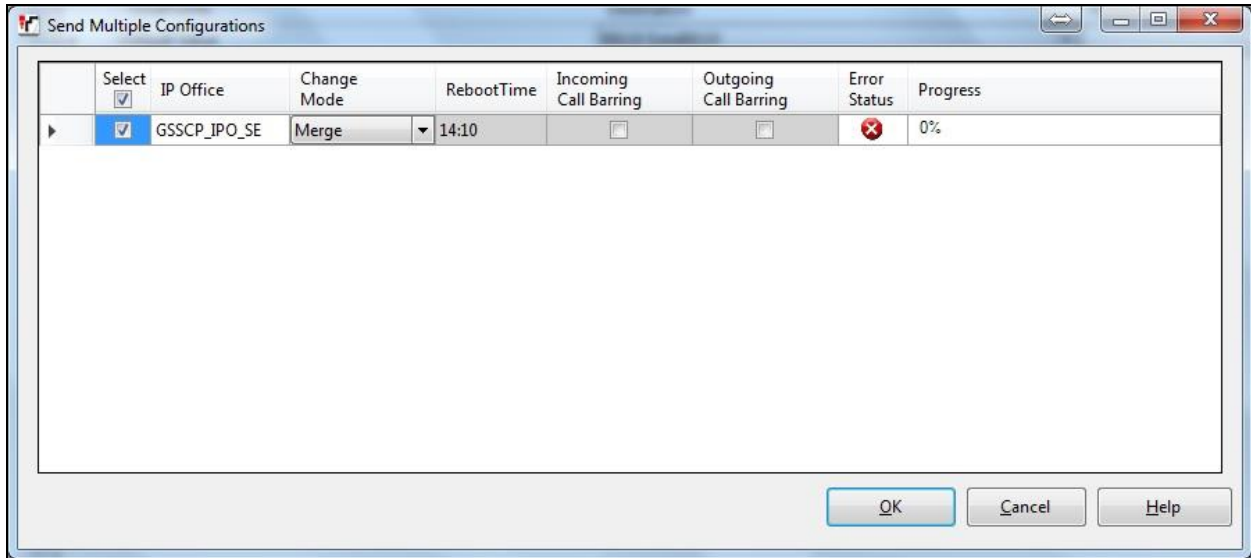 Send Multiple Configurations
Select IP Office Change Mode RebootTime Incoming Call Barring Outgoing Call Barring Error Status Progress
GSSCP_IPO_SE Merge 14:10 0%
OK Cancel Help